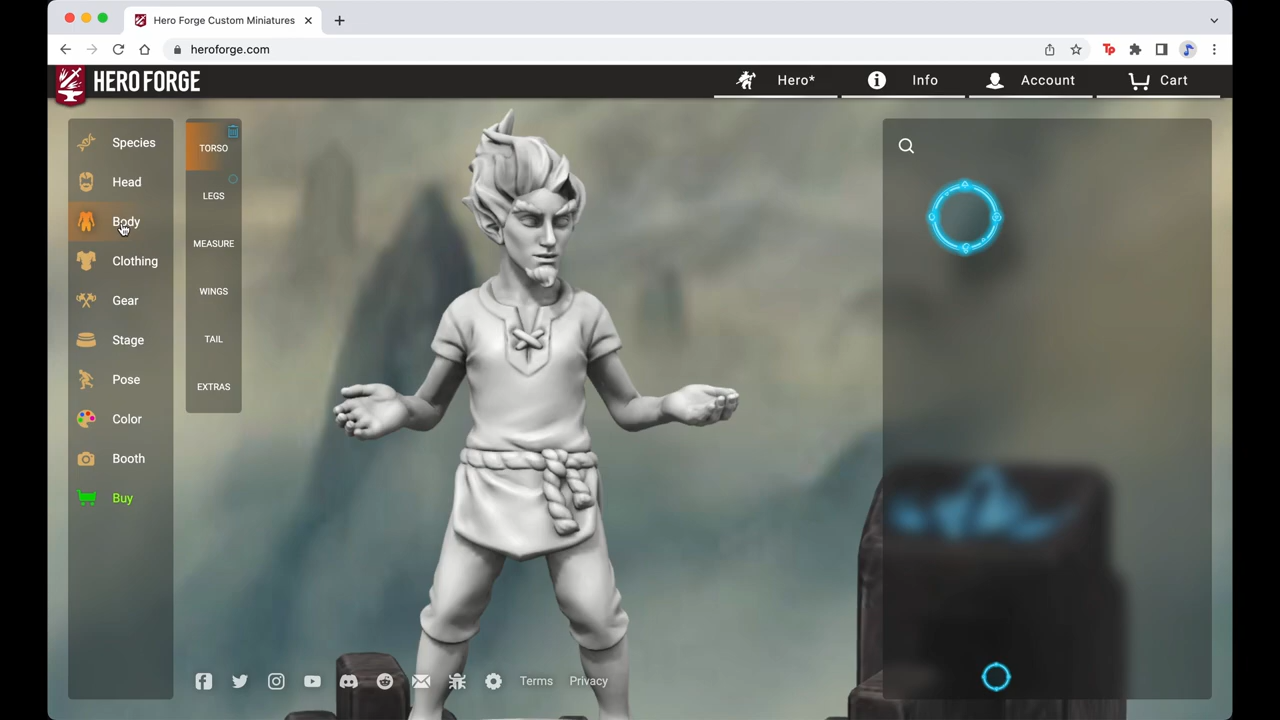 Hero Forge Custom Miniatures
heroforge.com
Tp
HERO FORGE
Hero*
Info
Account
Cart
Species
Head
Body
Clothing
Gear
Stage
Pose
Color
Booth
Buy
TORSO
LEGS
MEASURE
WINGS
TAIL
EXTRAS
Terms
Privacy